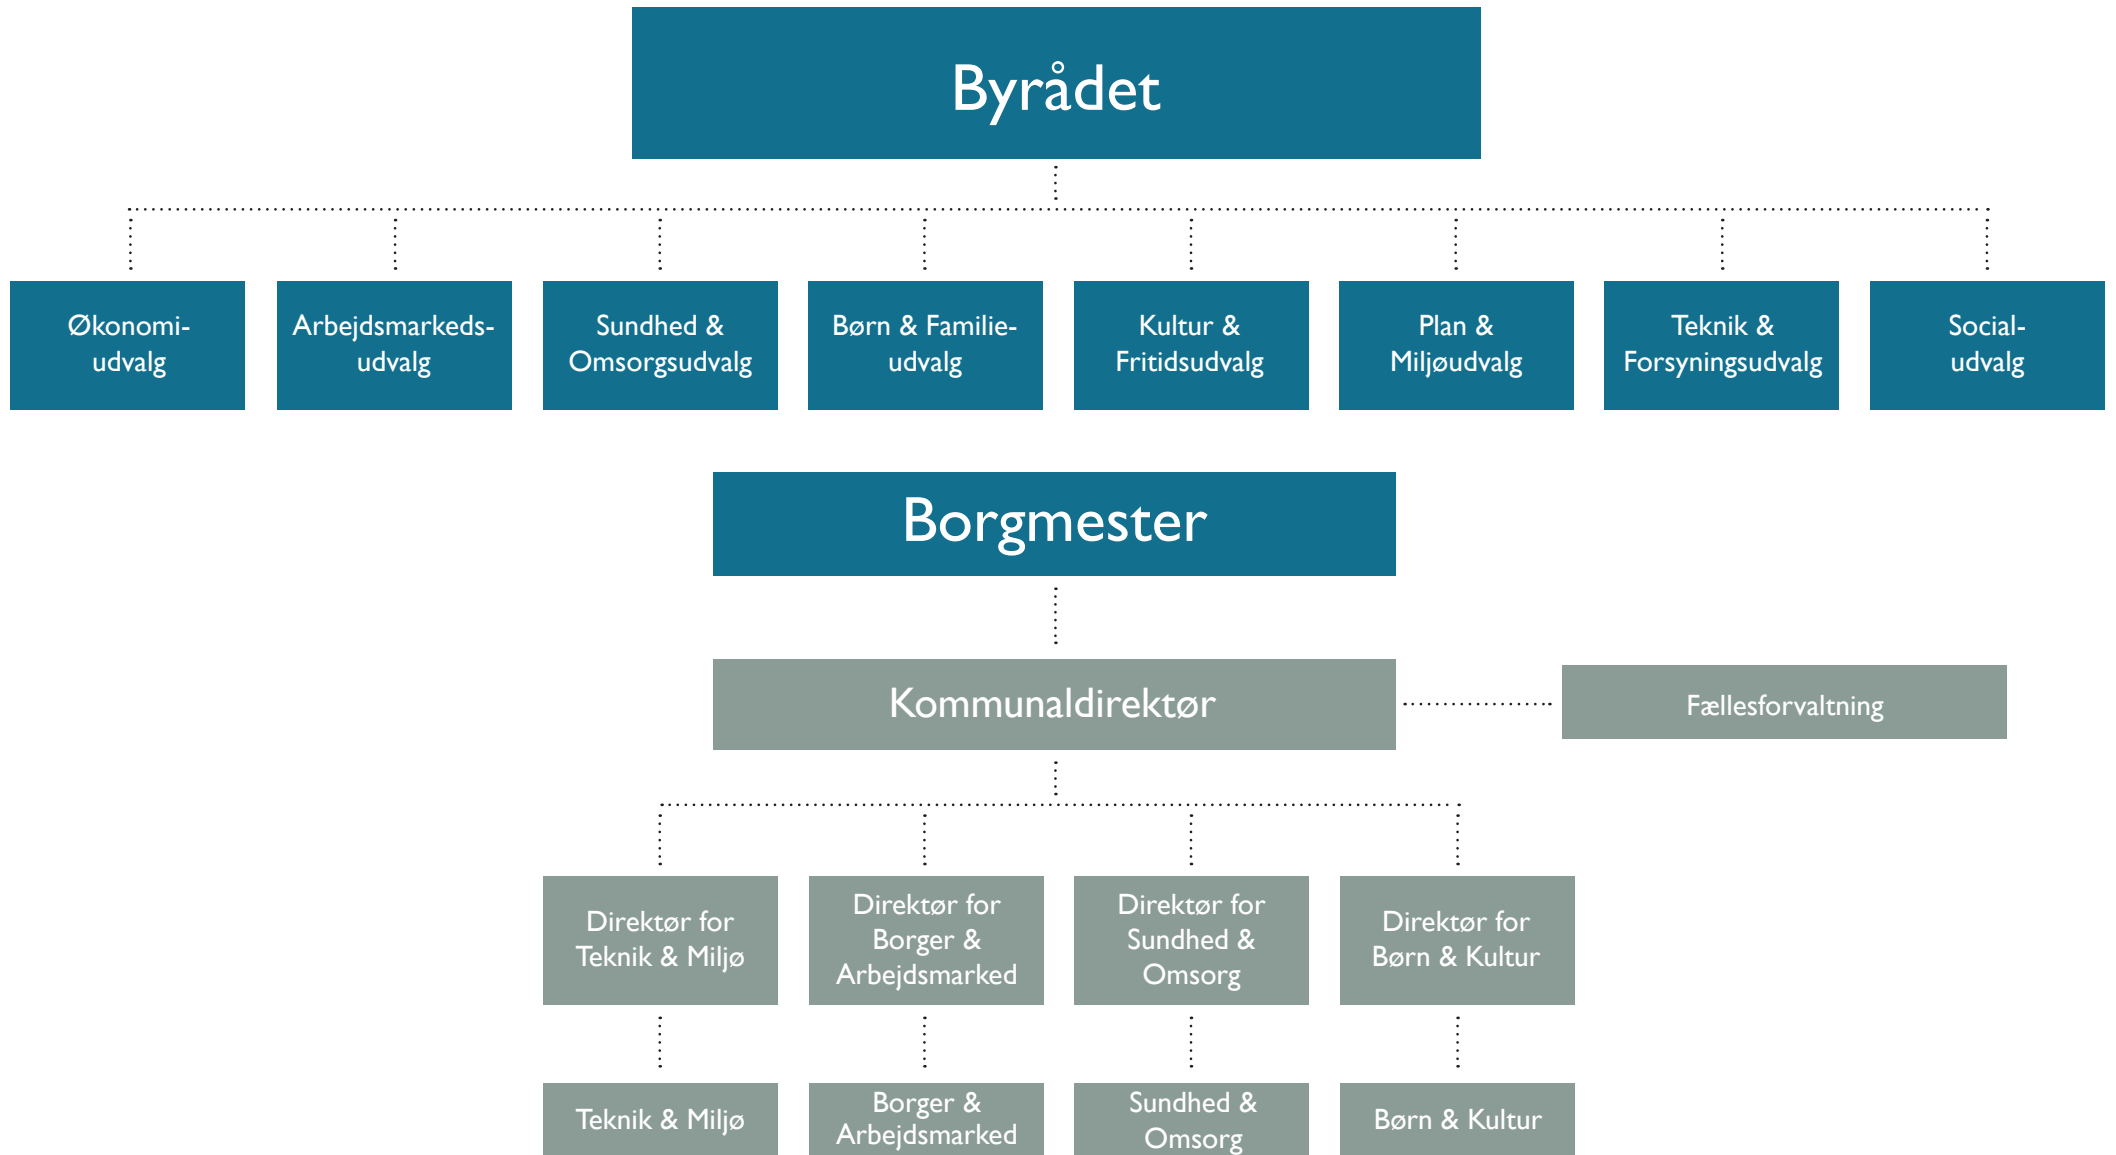 Byrådet
Økonomi-
udvalg
Arbejdsmarkeds-
udvalg
Sundhed &
Omsorgsudvalg
Børn & Familie-
udvalg
Kultur &
Fritidsudvalg
Plan &
Miljøudvalg
Teknik &
Forsyningsudvalg
Social-
udvalg
Borgmester
Kommunaldirektør
Fællesforvaltning
Direktør for
Teknik & Miljø
Direktør for
Borger &
Arbejdsmarked
Direktør for
Sundhed &
Omsorg
Direktør for
Børn & Kultur
Teknik & Miljø
Borger &
Arbejdsmarked
Sundhed &
Omsorg
Børn & Kultur